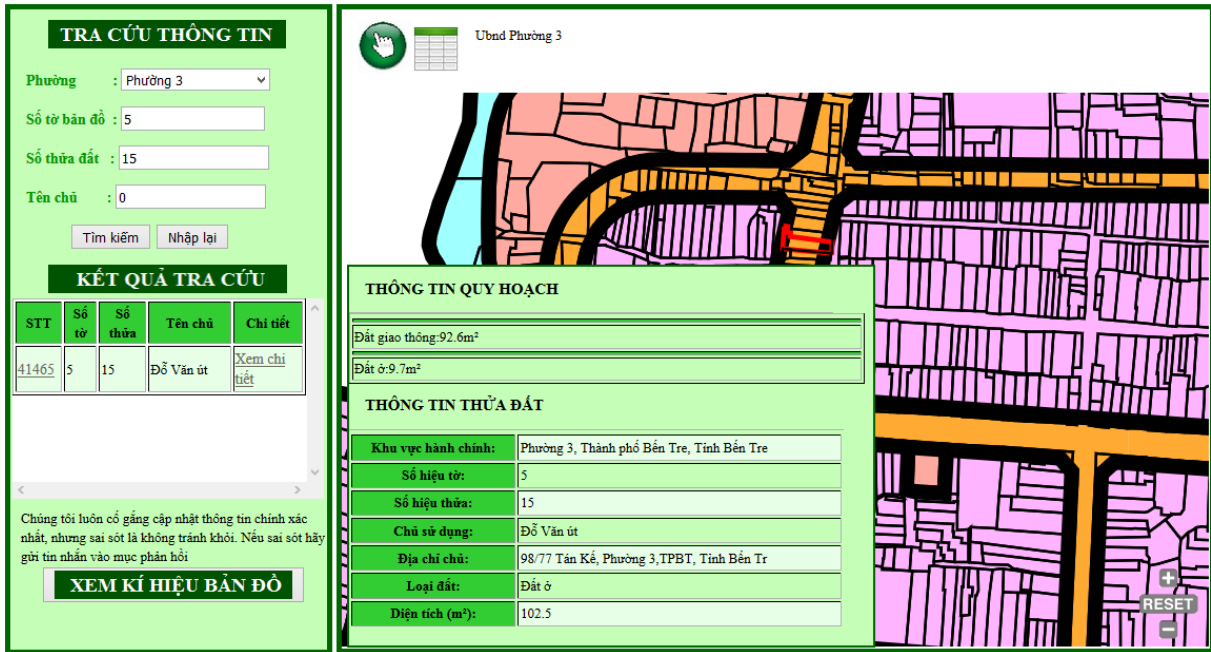 TRA CỨU THÔNG TIN
Phường : Phường 3
Số tờ bản đồ : 5
Số thửa đất : 15
Tên chủ : 0
Tìm kiếm Nhập lại
KẾT QUẢ TRA CỨU
STT Số tờ Số thửa Tên chủ Chi tiết
41465 5 15 Đỗ Văn út Xem chi tiết
Chúng tôi luôn cố gắng cập nhật thông tin chính xác
nhất, nhưng sai sót là không tránh khỏi. Nếu sai sót hãy
gửi tin nhắn vào mục phản hồi
XEM KÍ HIỆU BẢN ĐỒ
Ubnd Phường 3
THÔNG TIN QUY HOẠCH
Đất giao thông:92.6m²
Đất ở:9.7m²
THÔNG TIN THỬA ĐẤT
Khu vực hành chính: Phường 3, Thành phố Bến Tre, Tỉnh Bến Tre
Số hiệu tờ: 5
Số hiệu thửa: 15
Chủ sử dụng: Đỗ Văn út
Địa chỉ chủ: 98/77 Tán Kế, Phường 3,TPBT, Tỉnh Bến Tr
Loại đất: Đất ở
Diện tích (m²): 102.5
RESET